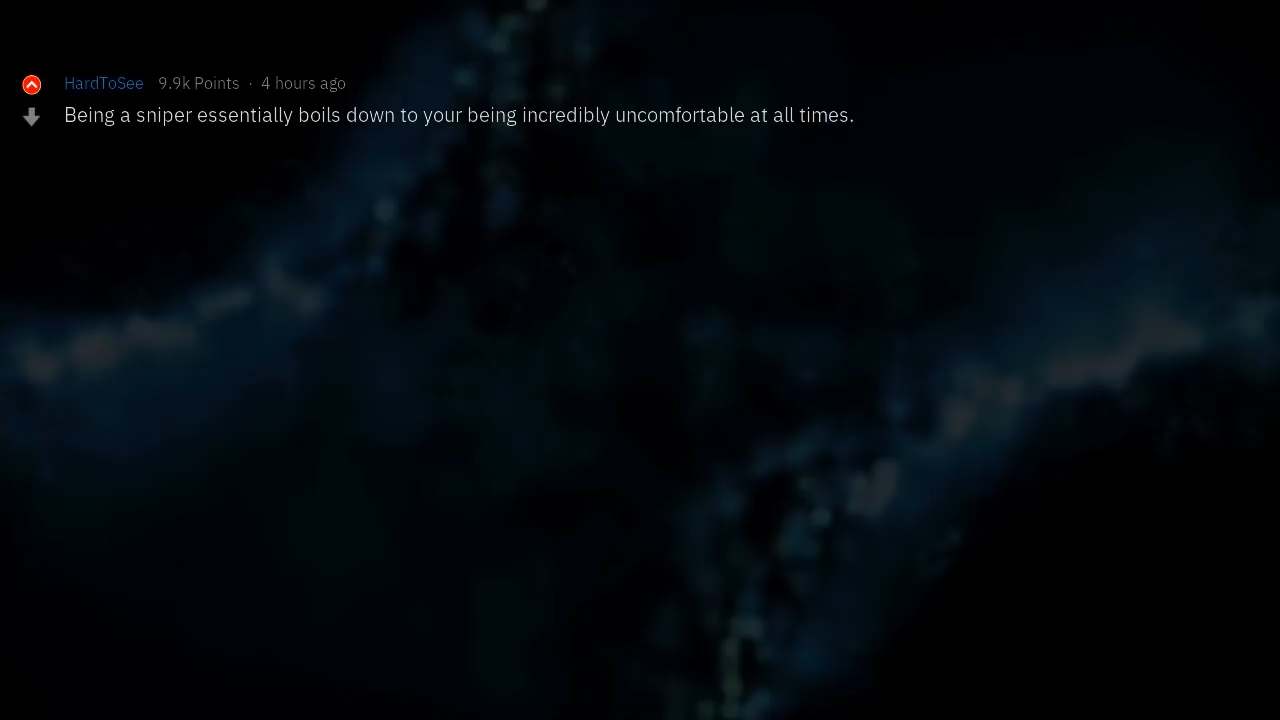 HardToSee 9.9k Points · 4 hours ago
Being a sniper essentially boils down to your being incredibly uncomfortable at all times.